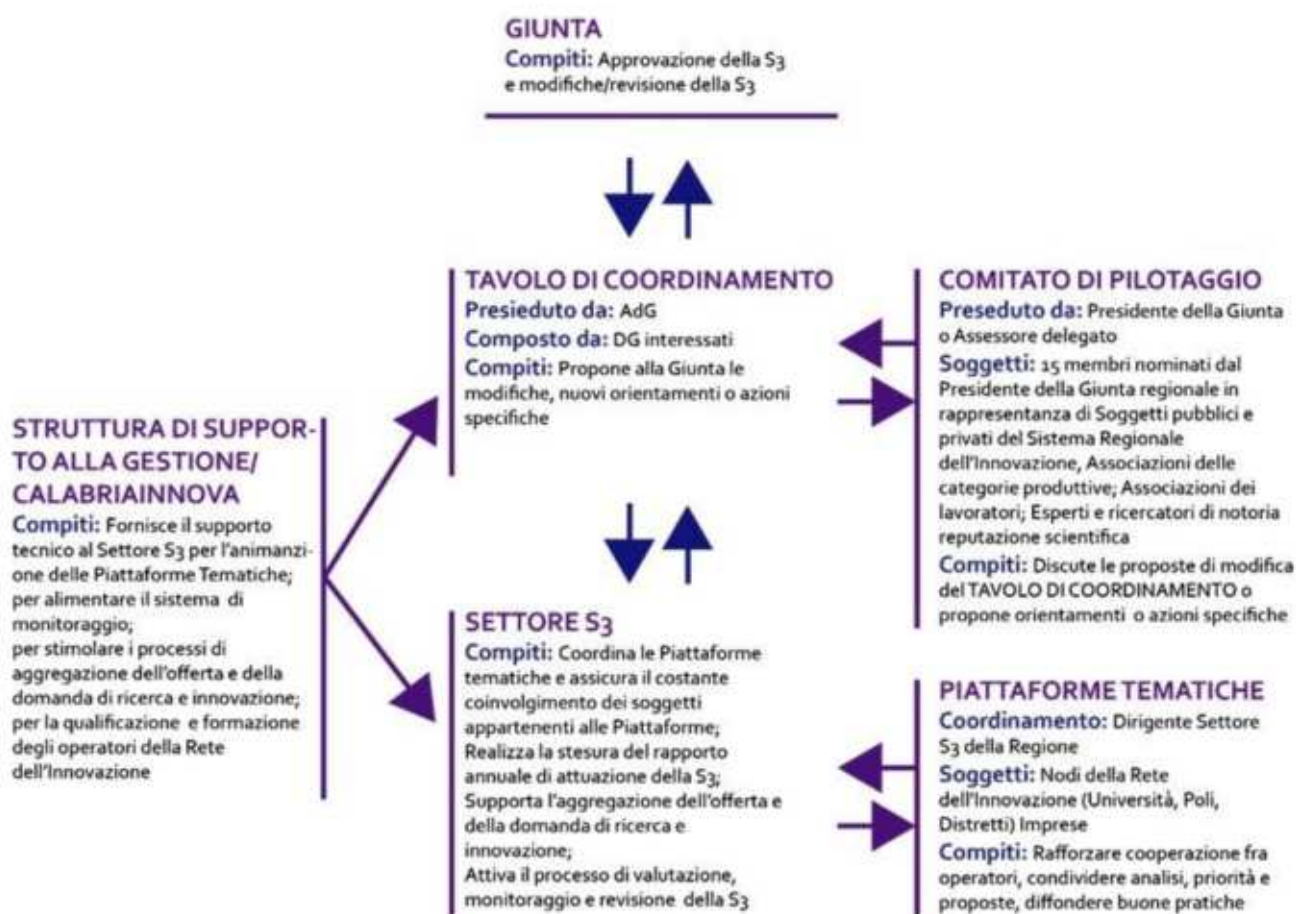 GIUNTA
Compiti: Approvazione della S3
e modifiche/revisione della S3
TAVOLO DI COORDINAMENTO
Presieduto da: AdG
Composto da: DG interessati
Compiti: Propone alla Giunta le
modifiche, nuovi orientamenti o azioni
specifiche
COMITATO DI PILOTAGGIO
Preseduto da: Presidente della Giunta
o Assessore delegato
Soggetti: 15 membri nominati dal
Presidente della Giunta regionale in
rappresentanza di Soggetti pubblici e
privati del Sistema Regionale
dell'Innovazione, Associazioni delle
categorie produttive; Associazioni dei
lavoratori; Esperti e ricercatori di notoria
reputazione scientifica
Compiti: Discute le proposte di modifica
del TAVOLO DI COORDINAMENTO o
propone orientamenti o azioni specifiche
STRUTTURA DI SUPPOR-
TO ALLA GESTIONE/
CALABRIAINNOVA
Compiti: Fornisce il supporto
tecnico al Settore S3 per l'animanzi-
one delle Piattaforme Tematiche;
per alimentare il sistema di
monitoraggio;
per stimolare i processi di
aggregazione dell'offerta e della
domanda di ricerca e innovazione;
per la qualificazione e formazione
degli operatori della Rete
dell'Innovazione
SETTORE S3
Compiti: Coordina le Piattaforme
tematiche e assicura il costante
coinvolgimento dei soggetti
appartenenti alle Piattaforme;
Realizza la stesura del rapporto
annuale di attuazione della S3;
Supporta l'aggregazione dell'offerta e
della domanda di ricerca e
innovazione;
Attiva il processo di valutazione,
monitoraggio e revisione della S3
PIATTAFORME TEMATICHE
Coordinamento: Dirigente Settore
S3 della Regione
Soggetti: Nodi della Rete
dell'Innovazione (Università, Poli,
Distretti) Imprese
Compiti: Rafforzare cooperazione fra
operatori, condividere analisi, priorità e
proposte, diffondere buone pratiche